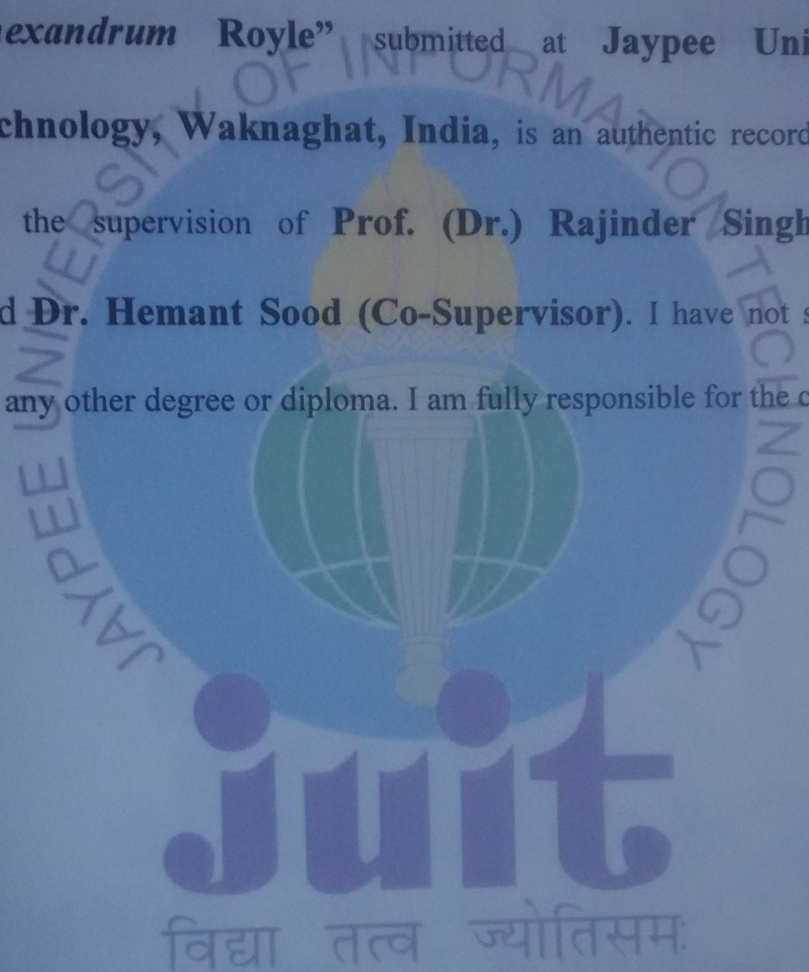 exandrum Royle” submitted at Jaypee Uni
chnology, Waknaghat, India, is an authentic record
the supervision of Prof. (Dr.) Rajinder Singh
d Dr. Hemant Sood (Co-Supervisor). I have not s
any other degree or diploma. I am fully responsible for the c
JAYPEE UNIVERSITY OF INFORMATION TECHNOLOGY
juit
विद्या तत्व ज्योतिसमः